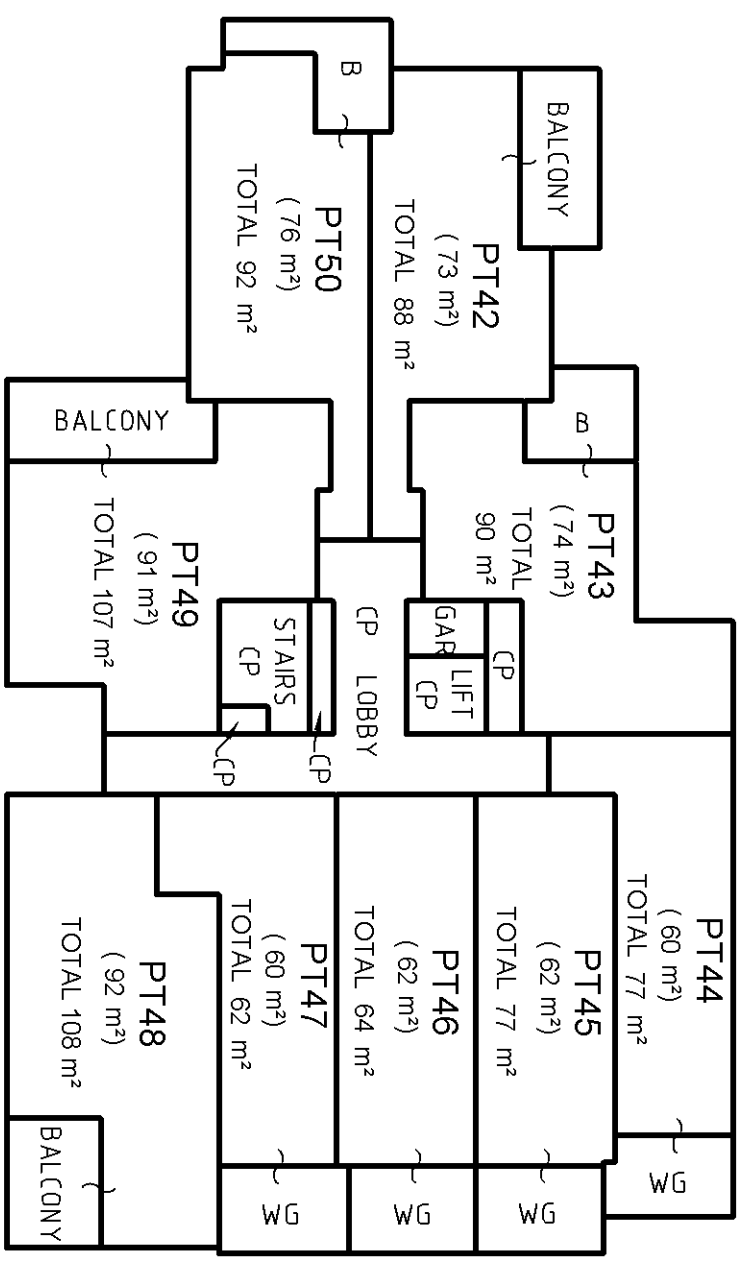 B
BALCONY
PT50
(76 m²)
TOTAL 92 m²
PT42
(73 m²)
TOTAL 88 m²
BALCONY
B
PT43
(74 m²)
TOTAL
90 m²
PT49
(91 m²)
TOTAL 107 m²
STAIRS
CP
CP
CP
CP LOBBY
GAR
LIFT
CP
CP
PT44
(60 m²)
TOTAL 77 m²
PT45
(62 m²)
TOTAL 77 m²
PT46
(62 m²)
TOTAL 64 m²
PT47
(60 m²)
TOTAL 62 m²
PT48
(92 m²)
TOTAL 108 m²
BALCONY
WG
WG
WG
WG